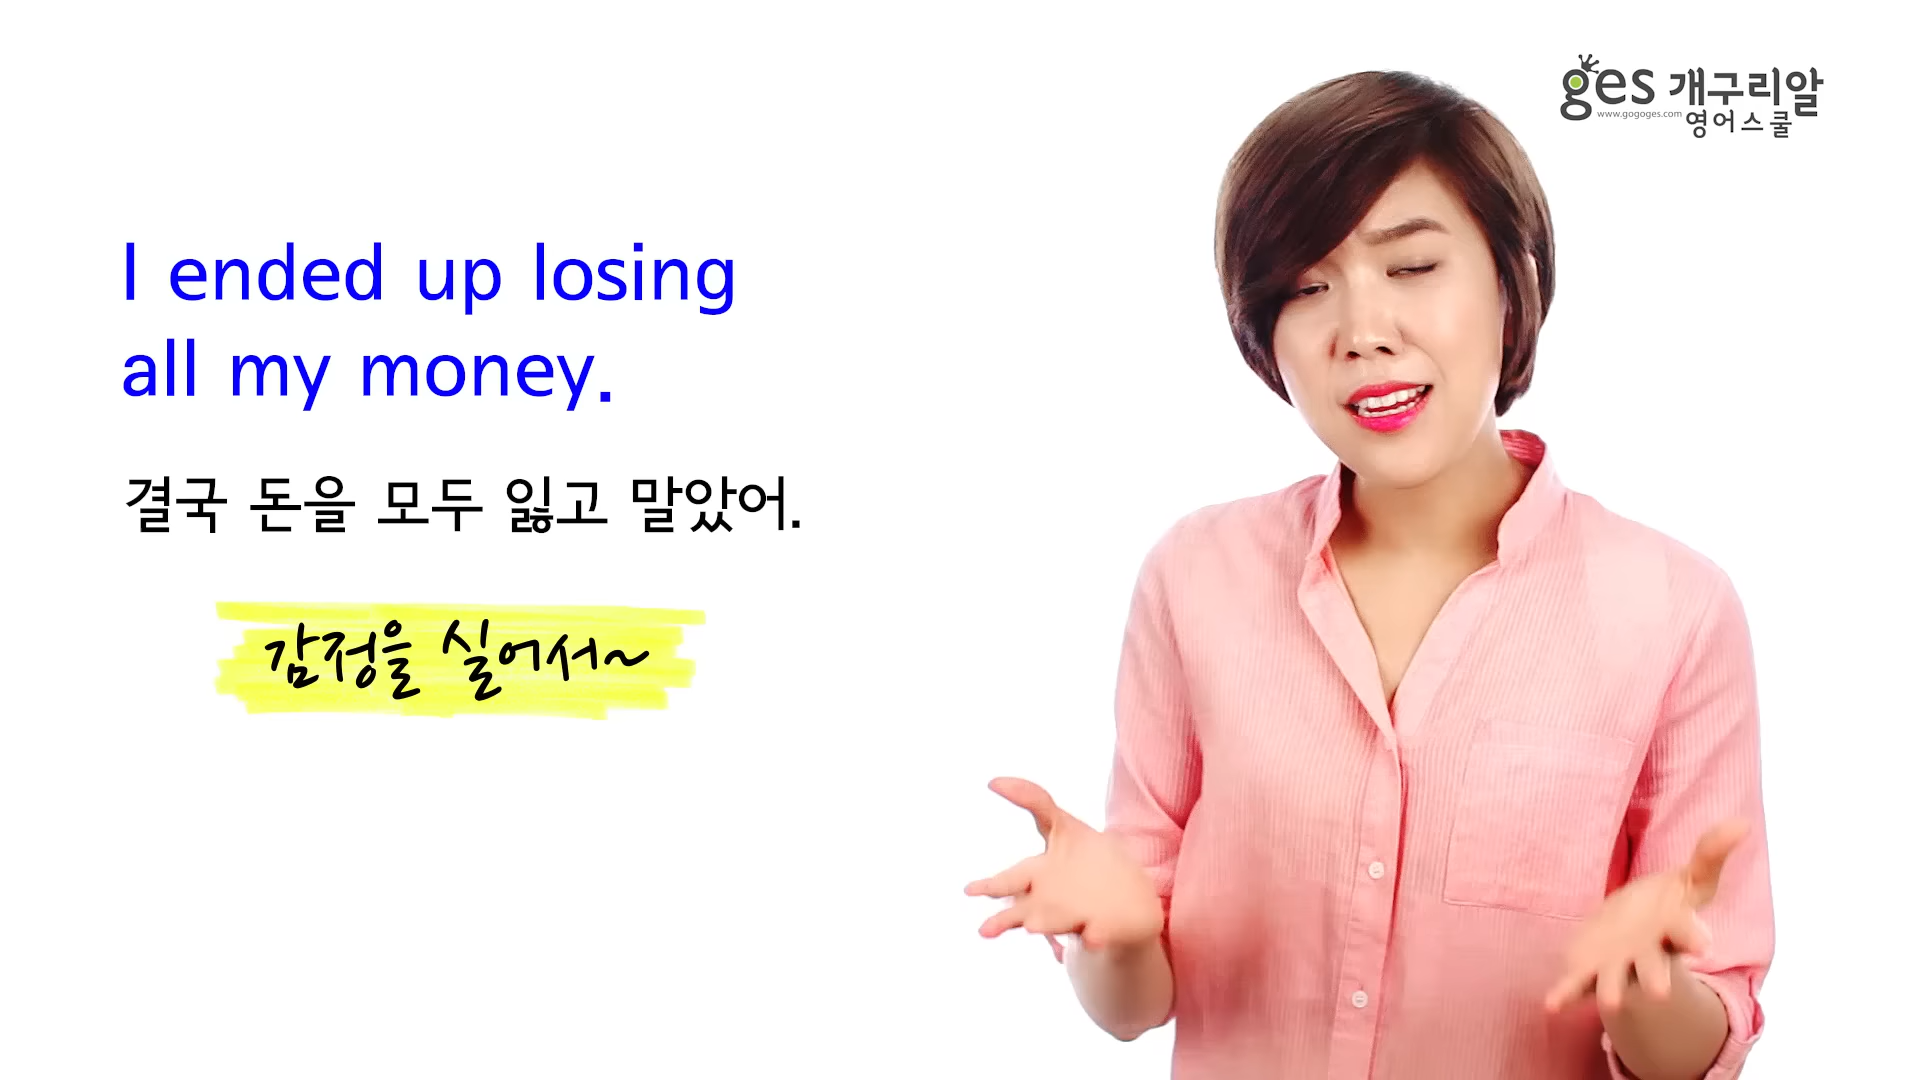 ges 개구리알
www.gogoges.com 영어스쿨
I ended up losing
all my money.
결국 돈을 모두 잃고 말았어.
감정을 실어서~